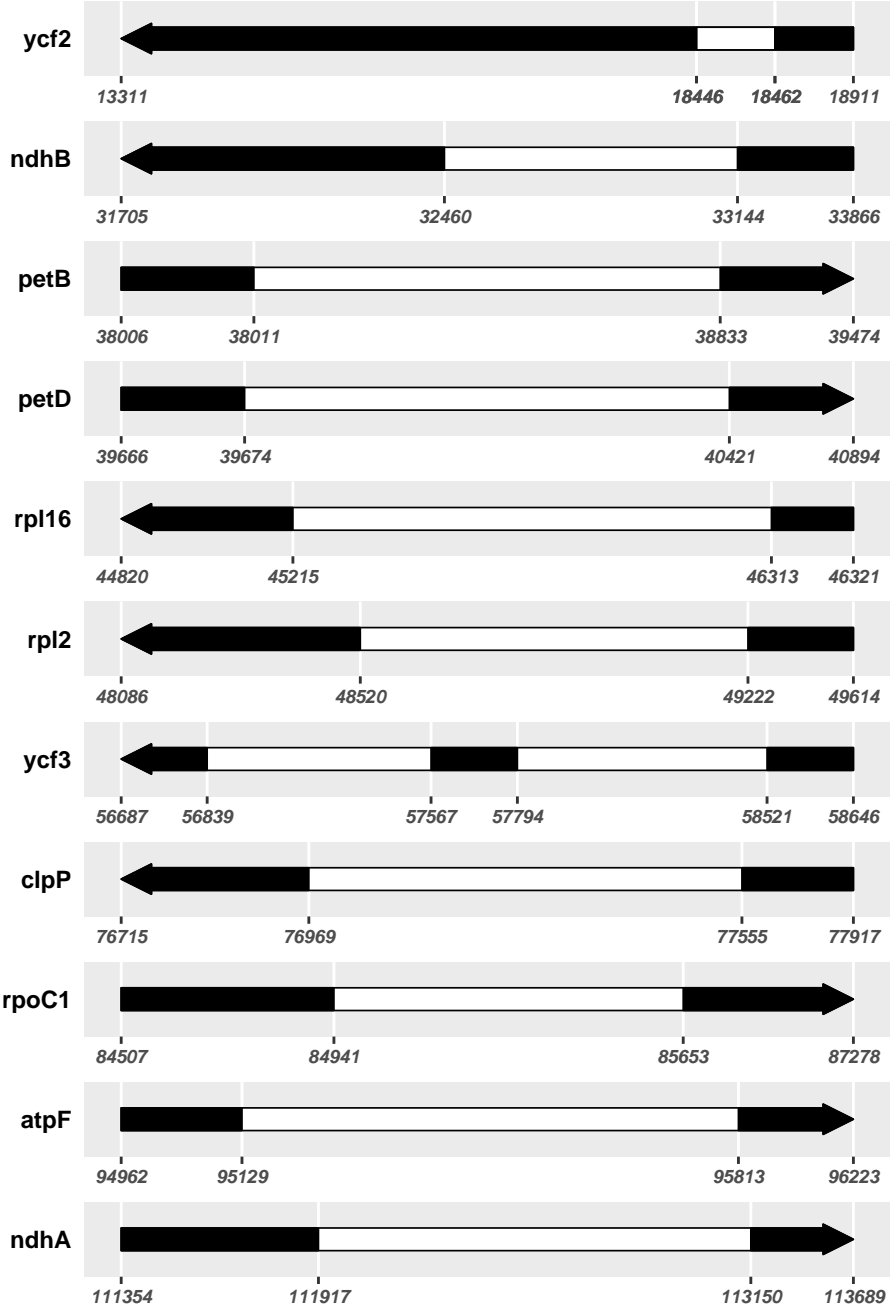 ycf2
13311 18446 18462 18911
ndhB
31705 32460 33144 33866
petB
38006 38011 38833 39474
petD
39666 39674 40421 40894
rpl16
44820 45215 46313 46321
rpl2
48086 48520 49222 49614
ycf3
56687 56839 57567 57794 58521 58646
clpP
76715 76969 77555 77917
rpoC1
84507 84941 85653 87278
atpF
94962 95129 95813 96223
ndhA
111354 111917 113150 113689